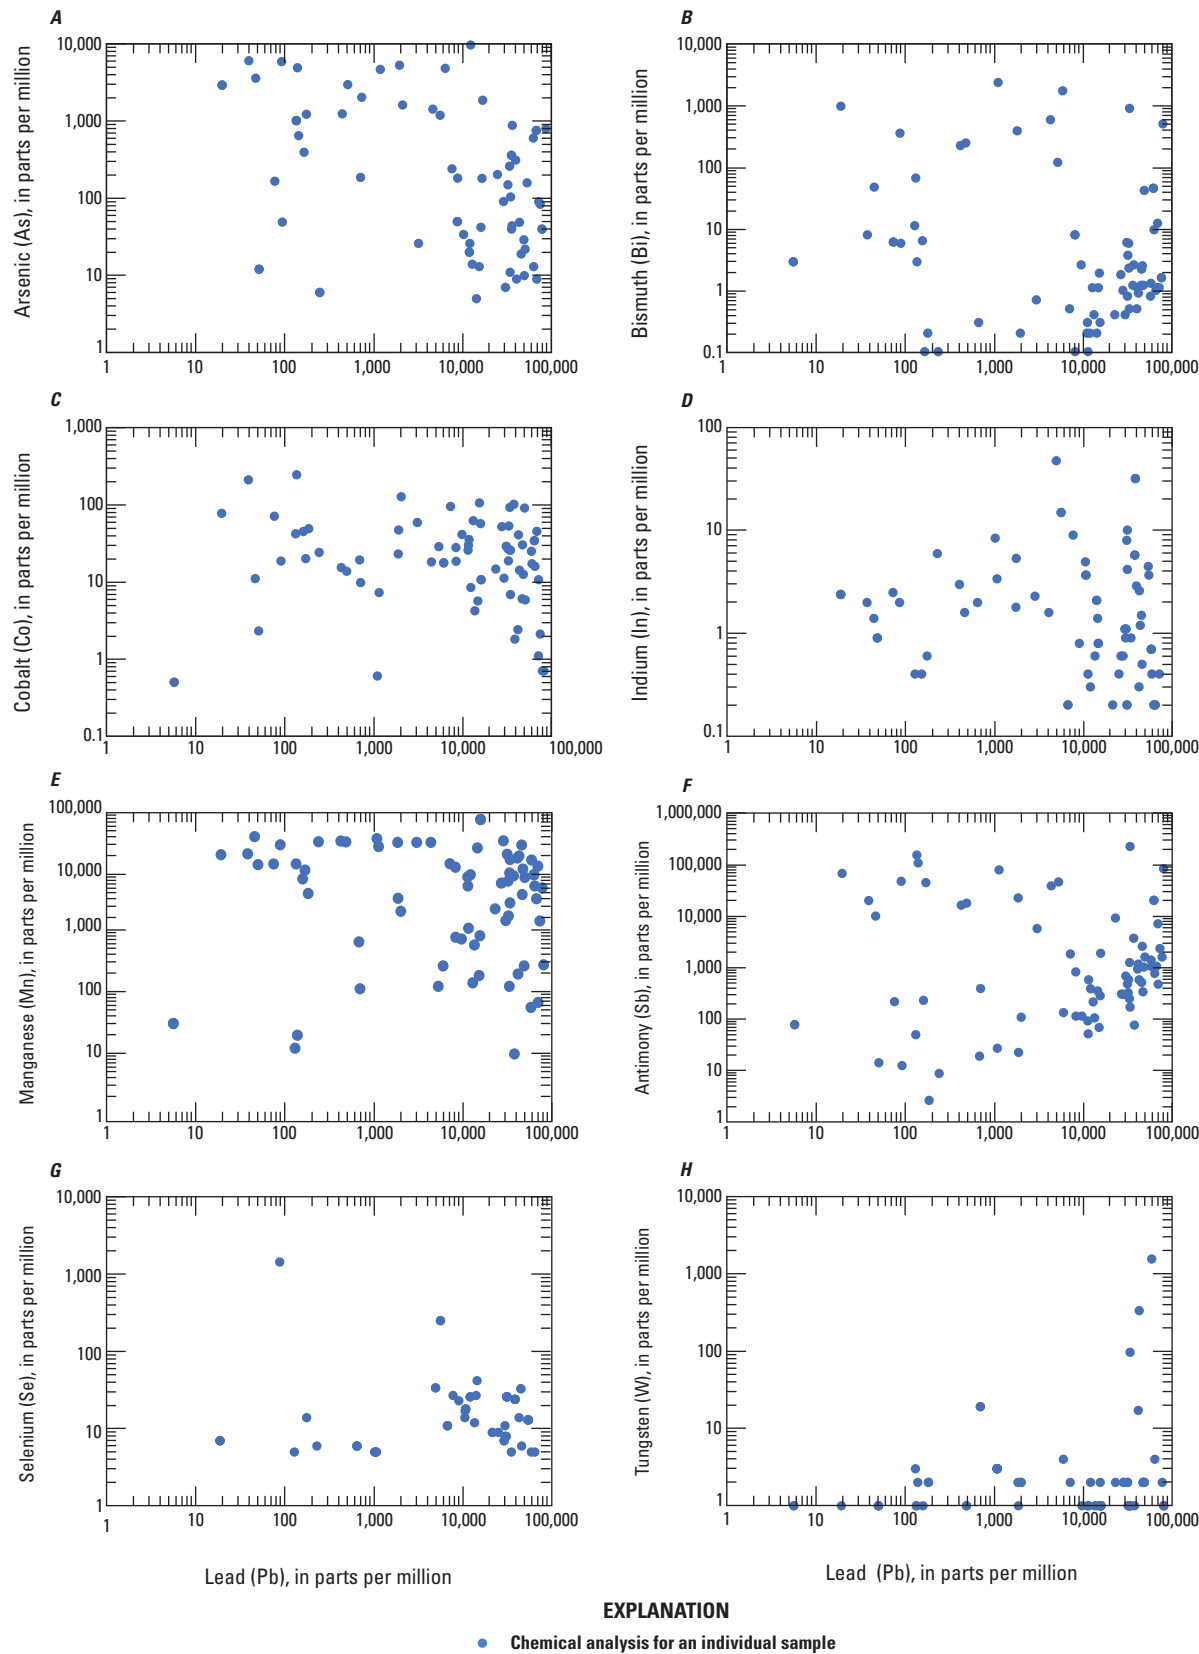 A
10,000
1,000
100
10
1
Arsenic (As), in parts per million
1 10 100 1,000 10,000 100,000
B
10,000
1,000
100
10
1
0.1
Bismuth (Bi), in parts per million
1 10 100 1,000 10,000 100,000
C
1,000
100
10
1
0.1
Cobalt (Co), in parts per million
1 10 100 1,000 10,000 100,000
D
100
10
1
0.1
Indium (In), in parts per million
1 10 100 1,000 10,000 100,000
E
100,000
10,000
1,000
100
10
1
Manganese (Mn), in parts per million
1 10 100 1,000 10,000 100,000
F
1,000,000
100,000
10,000
1,000
100
10
1
Antimony (Sb), in parts per million
1 10 100 1,000 10,000 100,000
G
10,000
1,000
100
10
1
Selenium (Se), in parts per million
1 10 100 1,000 10,000 100,000
Lead (Pb), in parts per million
H
10,000
1,000
100
10
1
Tungsten (W), in parts per million
1 10 100 1,000 10,000 100,000
Lead (Pb), in parts per million
EXPLANATION
Chemical analysis for an individual sample